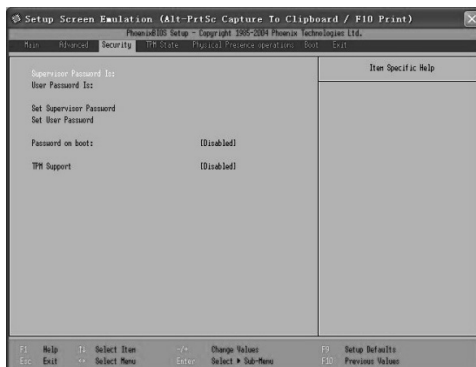 Setup Screen Emulation (Alt-PrtSc Capture To Clipboard / F10 Print)
PhoenixBIOS Setup - Copyright 1985-2004 Phoenix Technologies Ltd.
Main Advanced Security TPM State Physical Presence operations Boot Exit
Item Specific Help
Supervisor Password Is:
User Password Is:
Set Supervisor Password
Set User Password
Password on boot: [Disabled]
TPM Support [Disabled]
F1 Help ↑↓ Select Item -/+ Change Values F9 Setup Defaults
Esc Exit ↔ Select Menu Enter Select ▶ Sub-Menu F10 Previous Values